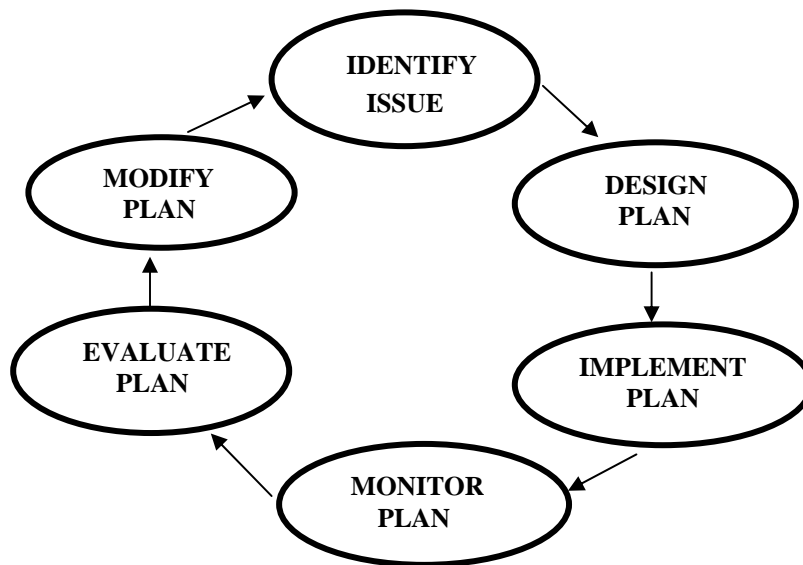 IDENTIFY
ISSUE
DESIGN
PLAN
IMPLEMENT
PLAN
MONITOR
PLAN
EVALUATE
PLAN
MODIFY
PLAN